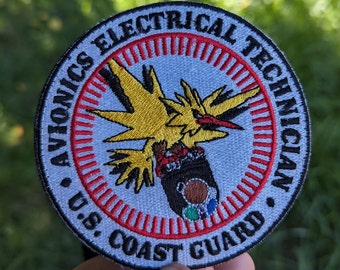 AVIONICS ELECTRICAL TECHNICIAN
U.S. COAST GUARD